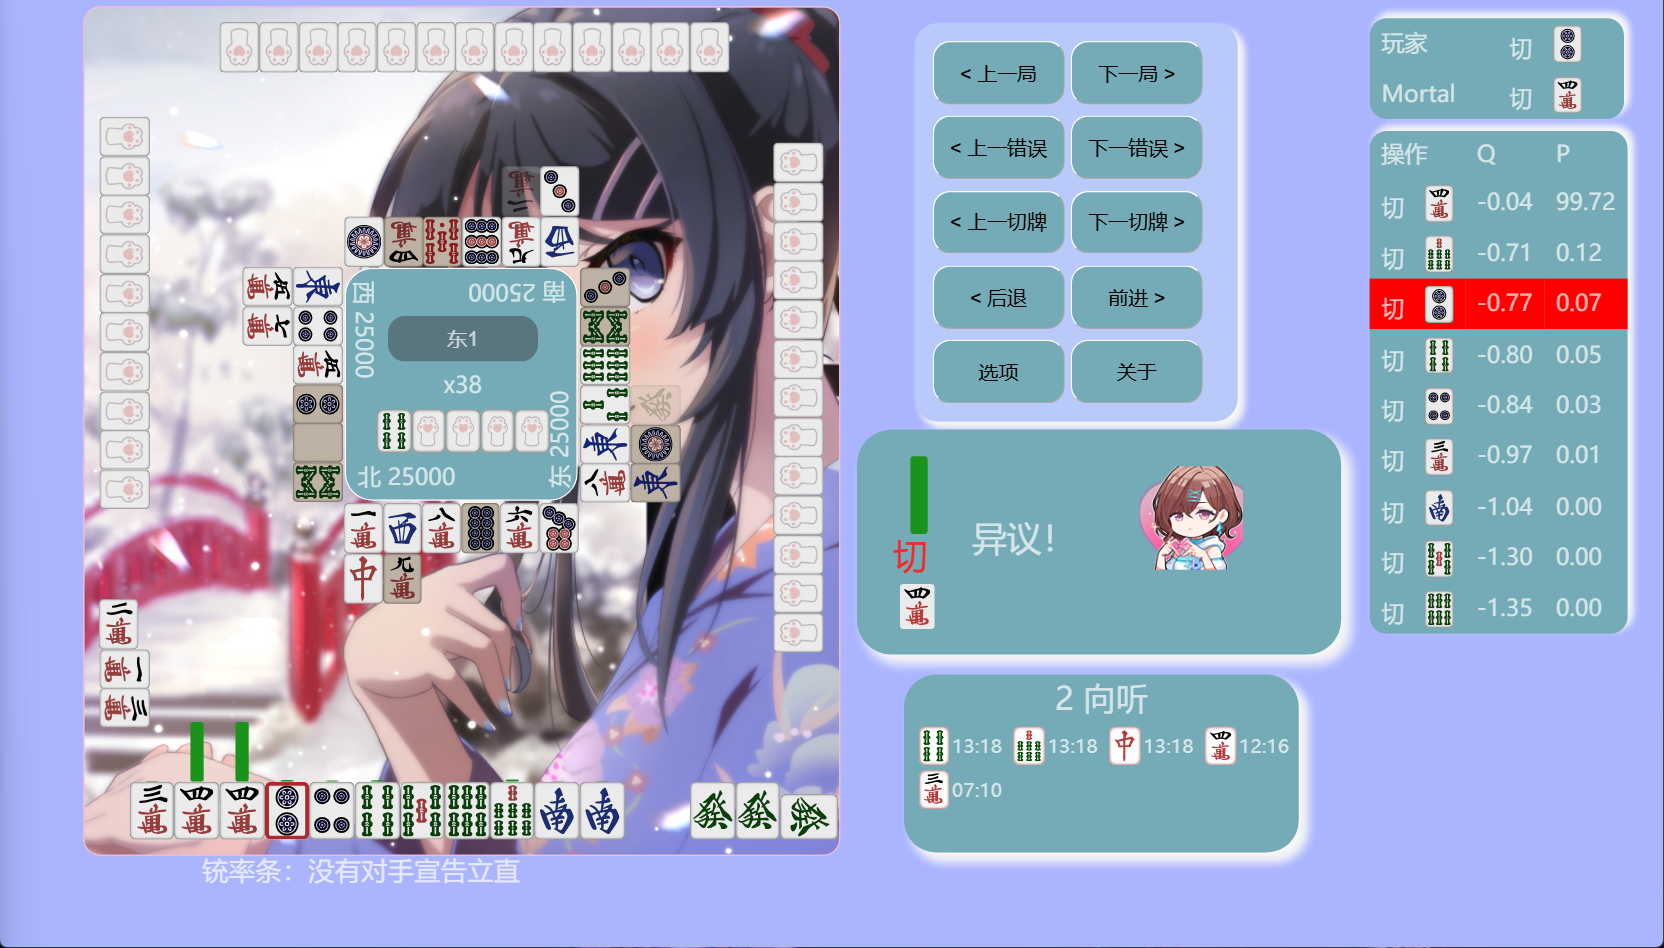 南 25000
西 25000
东1
x38
东 25000
北 25000
铳率条：没有对手宣告立直
< 上一局
下一局 >
< 上一错误
下一错误 >
< 上一切牌
下一切牌 >
< 后退
前进 >
选项
关于
切
异议！
2 向听
13:18 13:18 13:18 12:16
07:10
玩家 切
Mortal 切
操作 Q P
切 -0.04 99.72
切 -0.71 0.12
切 -0.77 0.07
切 -0.80 0.05
切 -0.84 0.03
切 -0.97 0.01
切 -1.04 0.00
切 -1.30 0.00
切 -1.35 0.00